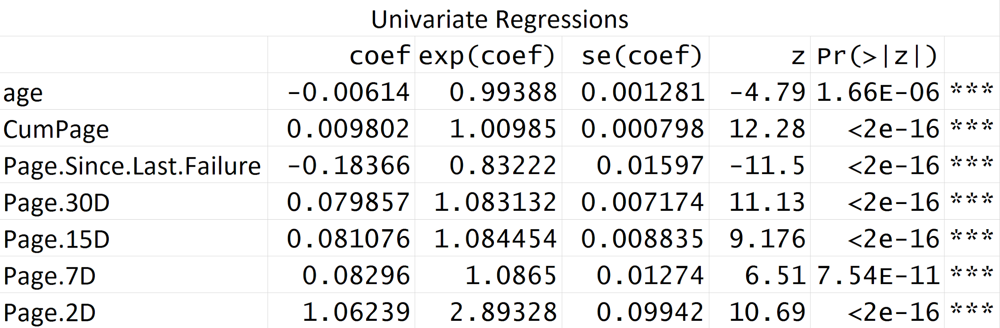 Univariate Regressions
coef exp(coef) se(coef) z Pr(>|z|)
age -0.00614 0.99388 0.001281 -4.79 1.66E-06 ***
CumPage 0.009802 1.00985 0.000798 12.28 <2e-16 ***
Page.Since.Last.Failure -0.18366 0.83222 0.01597 -11.5 <2e-16 ***
Page.30D 0.079857 1.083132 0.007174 11.13 <2e-16 ***
Page.15D 0.081076 1.084454 0.008835 9.176 <2e-16 ***
Page.7D 0.08296 1.0865 0.01274 6.51 7.54E-11 ***
Page.2D 1.06239 2.89328 0.09942 10.69 <2e-16 ***